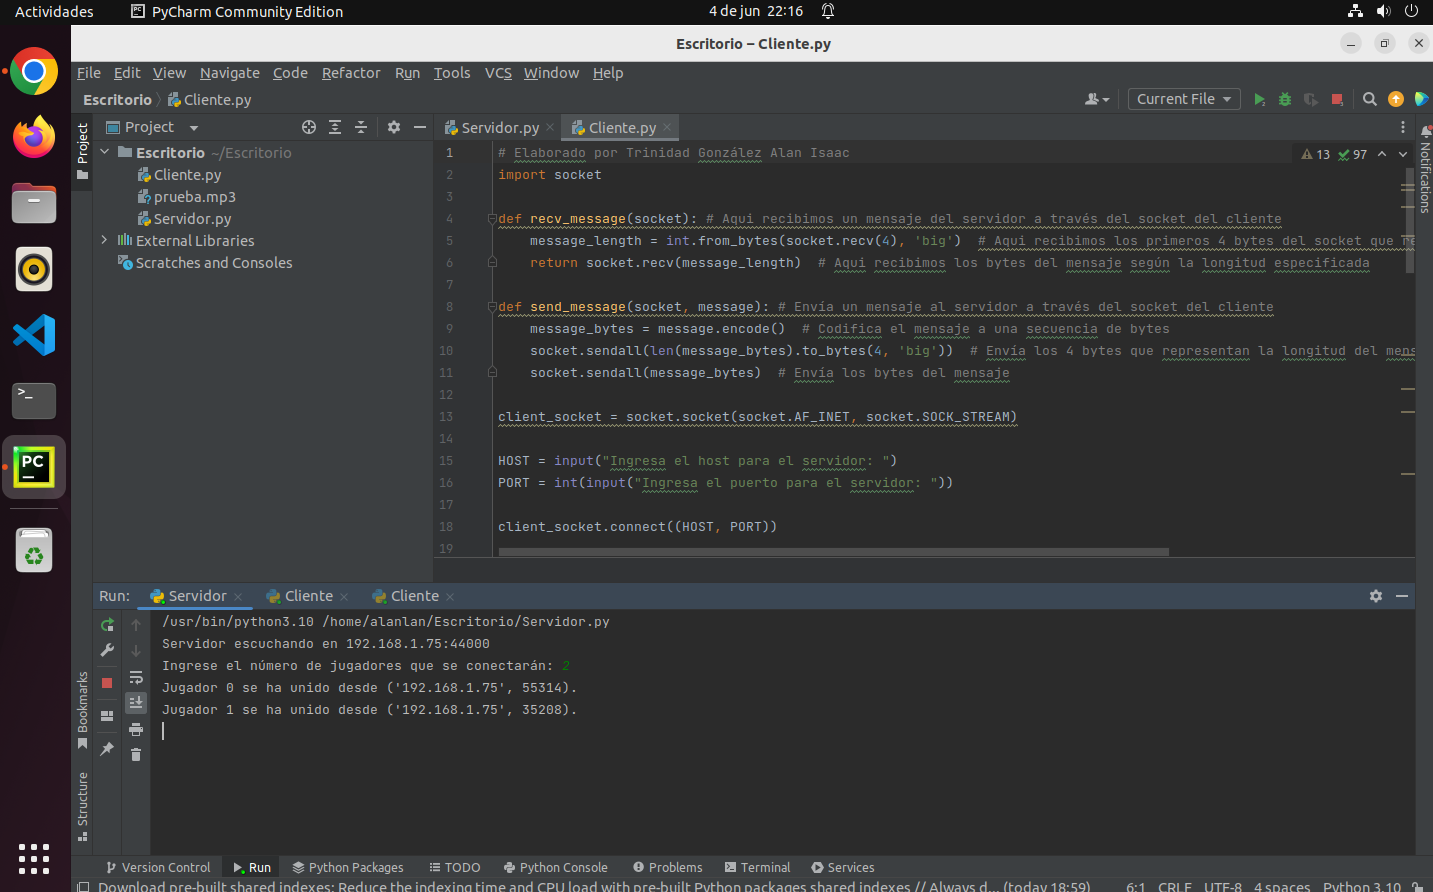 Actividades PyCharm Community Edition 4 de jun 22:16
Escritorio – Cliente.py
File Edit View Navigate Code Refactor Run Tools VCS Window Help
Escritorio Cliente.py Current File
Project Servidor.py Cliente.py
Project
Escritorio ~/Escritorio
Cliente.py
prueba.mp3
Servidor.py
External Libraries
Scratches and Consoles
13 97
Notifications
1 # Elaborado por Trinidad González Alan Isaac
2 import socket
3
4 def recv_message(socket): # Aqui recibimos un mensaje del servidor a través del socket del cliente
5 message_length = int.from_bytes(socket.recv(4), 'big') # Aqui recibimos los primeros 4 bytes del socket que re
6 return socket.recv(message_length) # Aqui recibimos los bytes del mensaje según la longitud especificada
7
8 def send_message(socket, message): # Envía un mensaje al servidor a través del socket del cliente
9 message_bytes = message.encode() # Codifica el mensaje a una secuencia de bytes
10 socket.sendall(len(message_bytes).to_bytes(4, 'big')) # Envía los 4 bytes que representan la longitud del mens
11 socket.sendall(message_bytes) # Envía los bytes del mensaje
12
13 client_socket = socket.socket(socket.AF_INET, socket.SOCK_STREAM)
14
15 HOST = input("Ingresa el host para el servidor: ")
16 PORT = int(input("Ingresa el puerto para el servidor: "))
17
18 client_socket.connect((HOST, PORT))
19
Run: Servidor Cliente Cliente
/usr/bin/python3.10 /home/alanlan/Escritorio/Servidor.py
Servidor escuchando en 192.168.1.75:44000
Ingrese el número de jugadores que se conectarán: 2
Jugador 0 se ha unido desde ('192.168.1.75', 55314).
Jugador 1 se ha unido desde ('192.168.1.75', 35208).
Bookmarks
Structure
Version Control Run Python Packages TODO Python Console Problems Terminal Services
Download pre-built shared indexes: Reduce the indexing time and CPU load with pre-built Python packages shared indexes // Always d... (today 18:59) 6:1 CRLF UTF-8 4 spaces Python 3.10